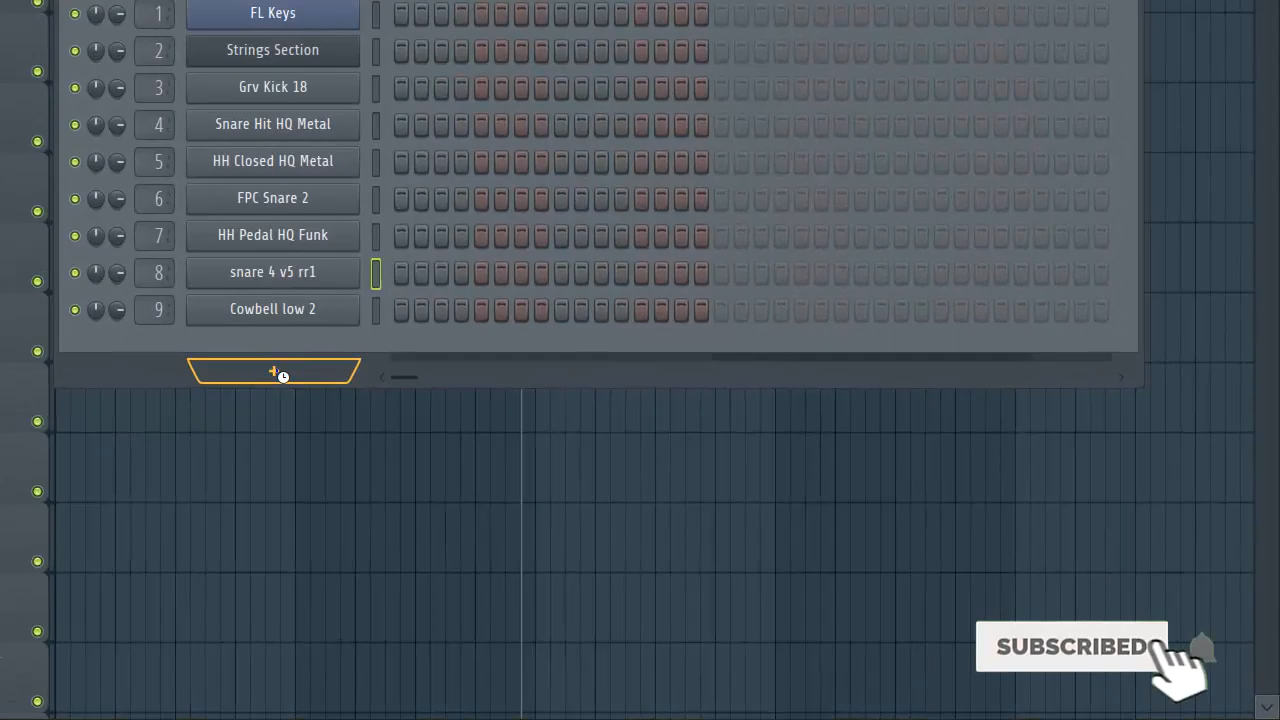 1 FL Keys
2 Strings Section
3 Grv Kick 18
4 Snare Hit HQ Metal
5 HH Closed HQ Metal
6 FPC Snare 2
7 HH Pedal HQ Funk
8 snare 4 v5 rr1
9 Cowbell low 2
+
SUBSCRIBED